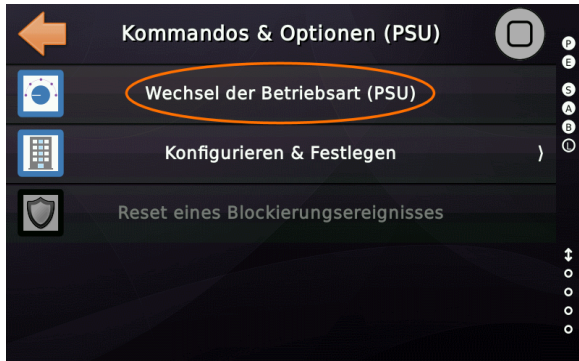 Kommandos & Optionen (PSU)
Wechsel der Betriebsart (PSU)
Konfigurieren & Festlegen
Reset eines Blockierungsereignisses
P
E
S
A
B
L